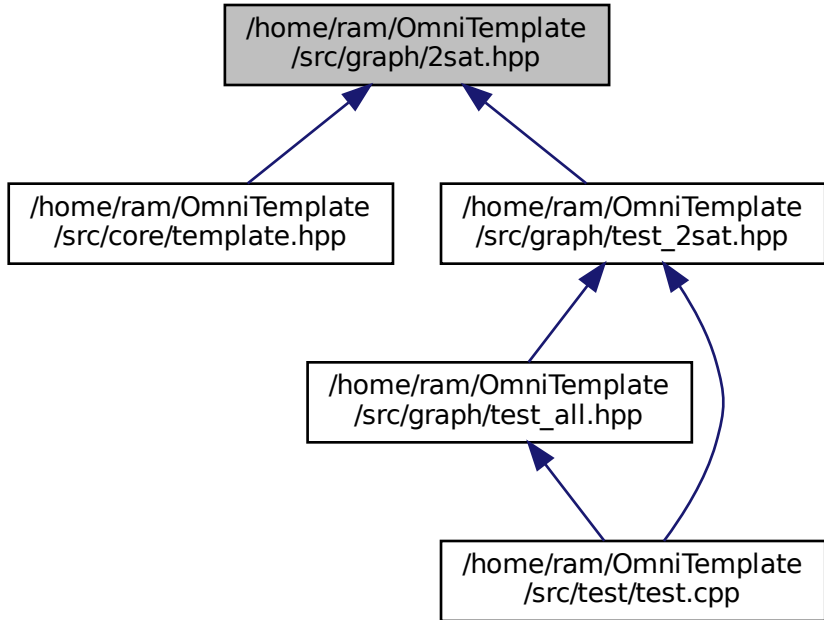 /home/ram/OmniTemplate
/src/graph/2sat.hpp
/home/ram/OmniTemplate
/src/core/template.hpp
/home/ram/OmniTemplate
/src/graph/test_2sat.hpp
/home/ram/OmniTemplate
/src/graph/test_all.hpp
/home/ram/OmniTemplate
/src/test/test.cpp